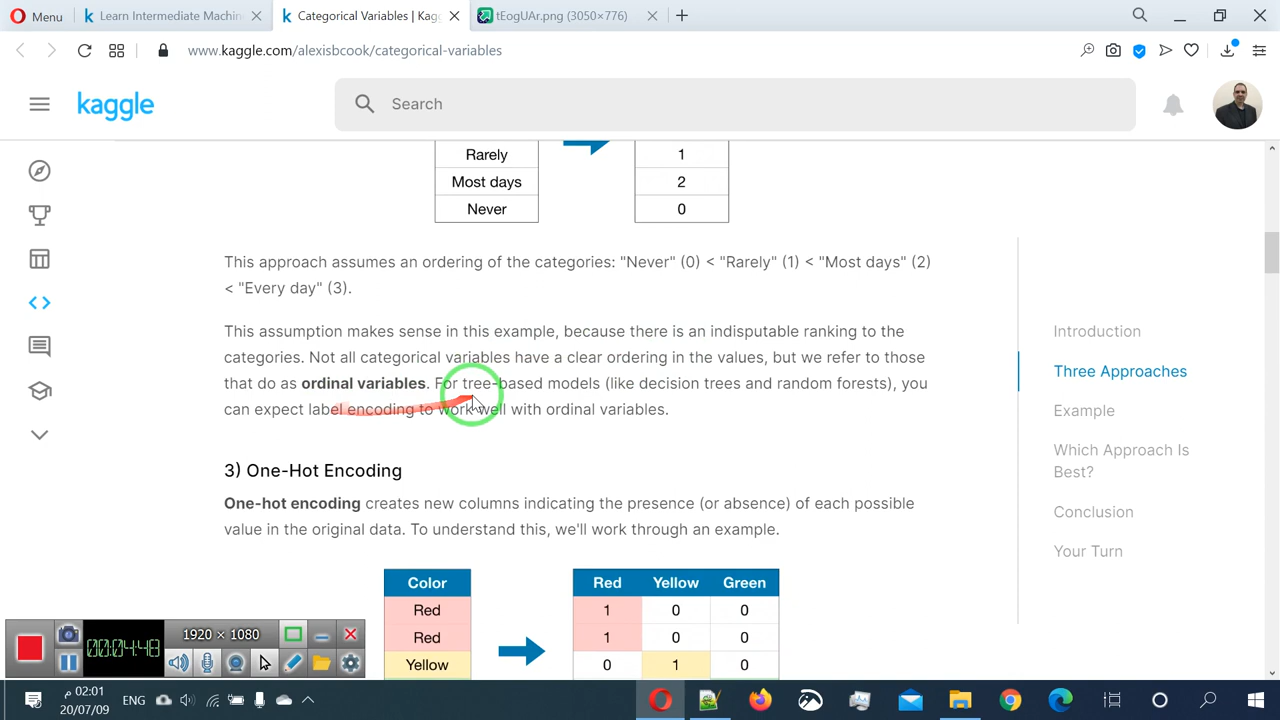 Menu
Learn Intermediate Machin
Categorical Variables | Kagg
tEogUAr.png (3050×776)
www.kaggle.com/alexisbcook/categorical-variables
kaggle
Search
Rarely 1
Most days 2
Never 0
This approach assumes an ordering of the categories: "Never" (0) < "Rarely" (1) < "Most days" (2)
< "Every day" (3).
This assumption makes sense in this example, because there is an indisputable ranking to the
categories. Not all categorical variables have a clear ordering in the values, but we refer to those
that do as ordinal variables. For tree-based models (like decision trees and random forests), you
can expect label encoding to work well with ordinal variables.
Introduction
Three Approaches
Example
Which Approach Is
Best?
Conclusion
Your Turn
3) One-Hot Encoding
One-hot encoding creates new columns indicating the presence (or absence) of each possible
value in the original data. To understand this, we'll work through an example.
Color Red Yellow Green
Red 1 0 0
Red 1 0 0
Yellow 0 1 0
1920 × 1080
ENG
02:01 م
20/07/09